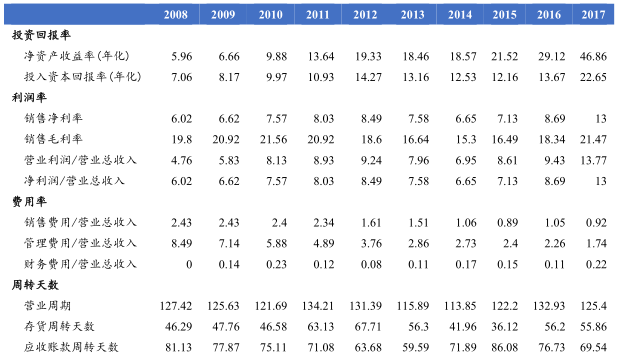 2008 2009 2010 2011 2012 2013 2014 2015 2016 2017
投资回报率
净资产收益率(年化) 5.96 6.66 9.88 13.64 19.33 18.46 18.57 21.52 29.12 46.86
投入资本回报率(年化) 7.06 8.17 9.97 10.93 14.27 13.16 12.53 12.16 13.67 22.65
利润率
销售净利率 6.02 6.62 7.57 8.03 8.49 7.58 6.65 7.13 8.69 13
销售毛利率 19.8 20.92 21.56 20.92 18.6 16.64 15.3 16.49 18.34 21.47
营业利润/营业总收入 4.76 5.83 8.13 8.93 9.24 7.96 6.95 8.61 9.43 13.77
净利润/营业总收入 6.02 6.62 7.57 8.03 8.49 7.58 6.65 7.13 8.69 13
费用率
销售费用/营业总收入 2.43 2.43 2.4 2.34 1.61 1.51 1.06 0.89 1.05 0.92
管理费用/营业总收入 8.49 7.14 5.88 4.89 3.76 2.86 2.73 2.4 2.26 1.74
财务费用/营业总收入 0 0.14 0.23 0.12 0.08 0.11 0.17 0.15 0.11 0.22
周转天数
营业周期 127.42 125.63 121.69 134.21 131.39 115.89 113.85 122.2 132.93 125.4
存货周转天数 46.29 47.76 46.58 63.13 67.71 56.3 41.96 36.12 56.2 55.86
应收账款周转天数 81.13 77.87 75.11 71.08 63.68 59.59 71.89 86.08 76.73 69.54